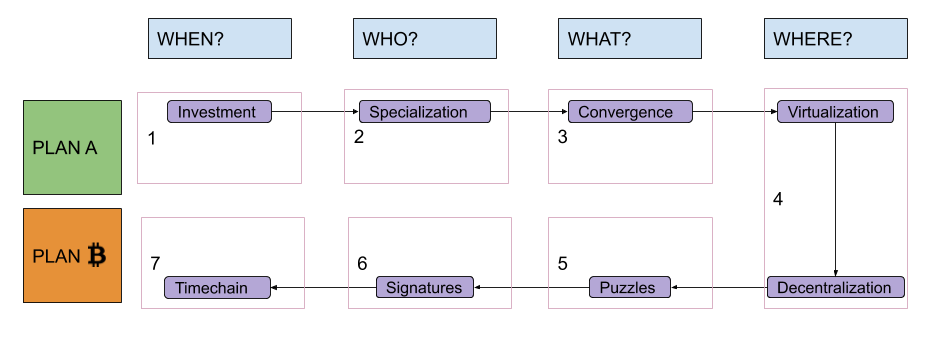 WHEN?
WHO?
WHAT?
WHERE?
PLAN A
Investment
Specialization
Convergence
Virtualization
1
2
3
4
PLAN ₿
7
6
5
Timechain
Signatures
Puzzles
Decentralization